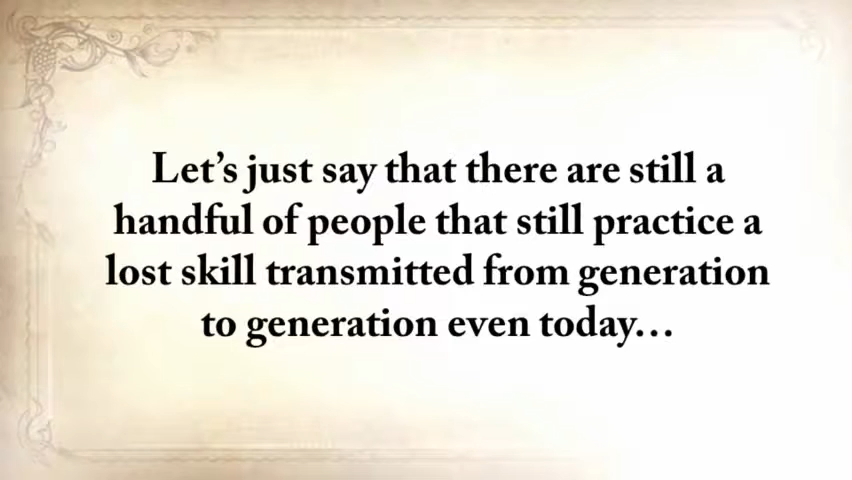 Let’s just say that there are still a
handful of people that still practice a
lost skill transmitted from generation
to generation even today…